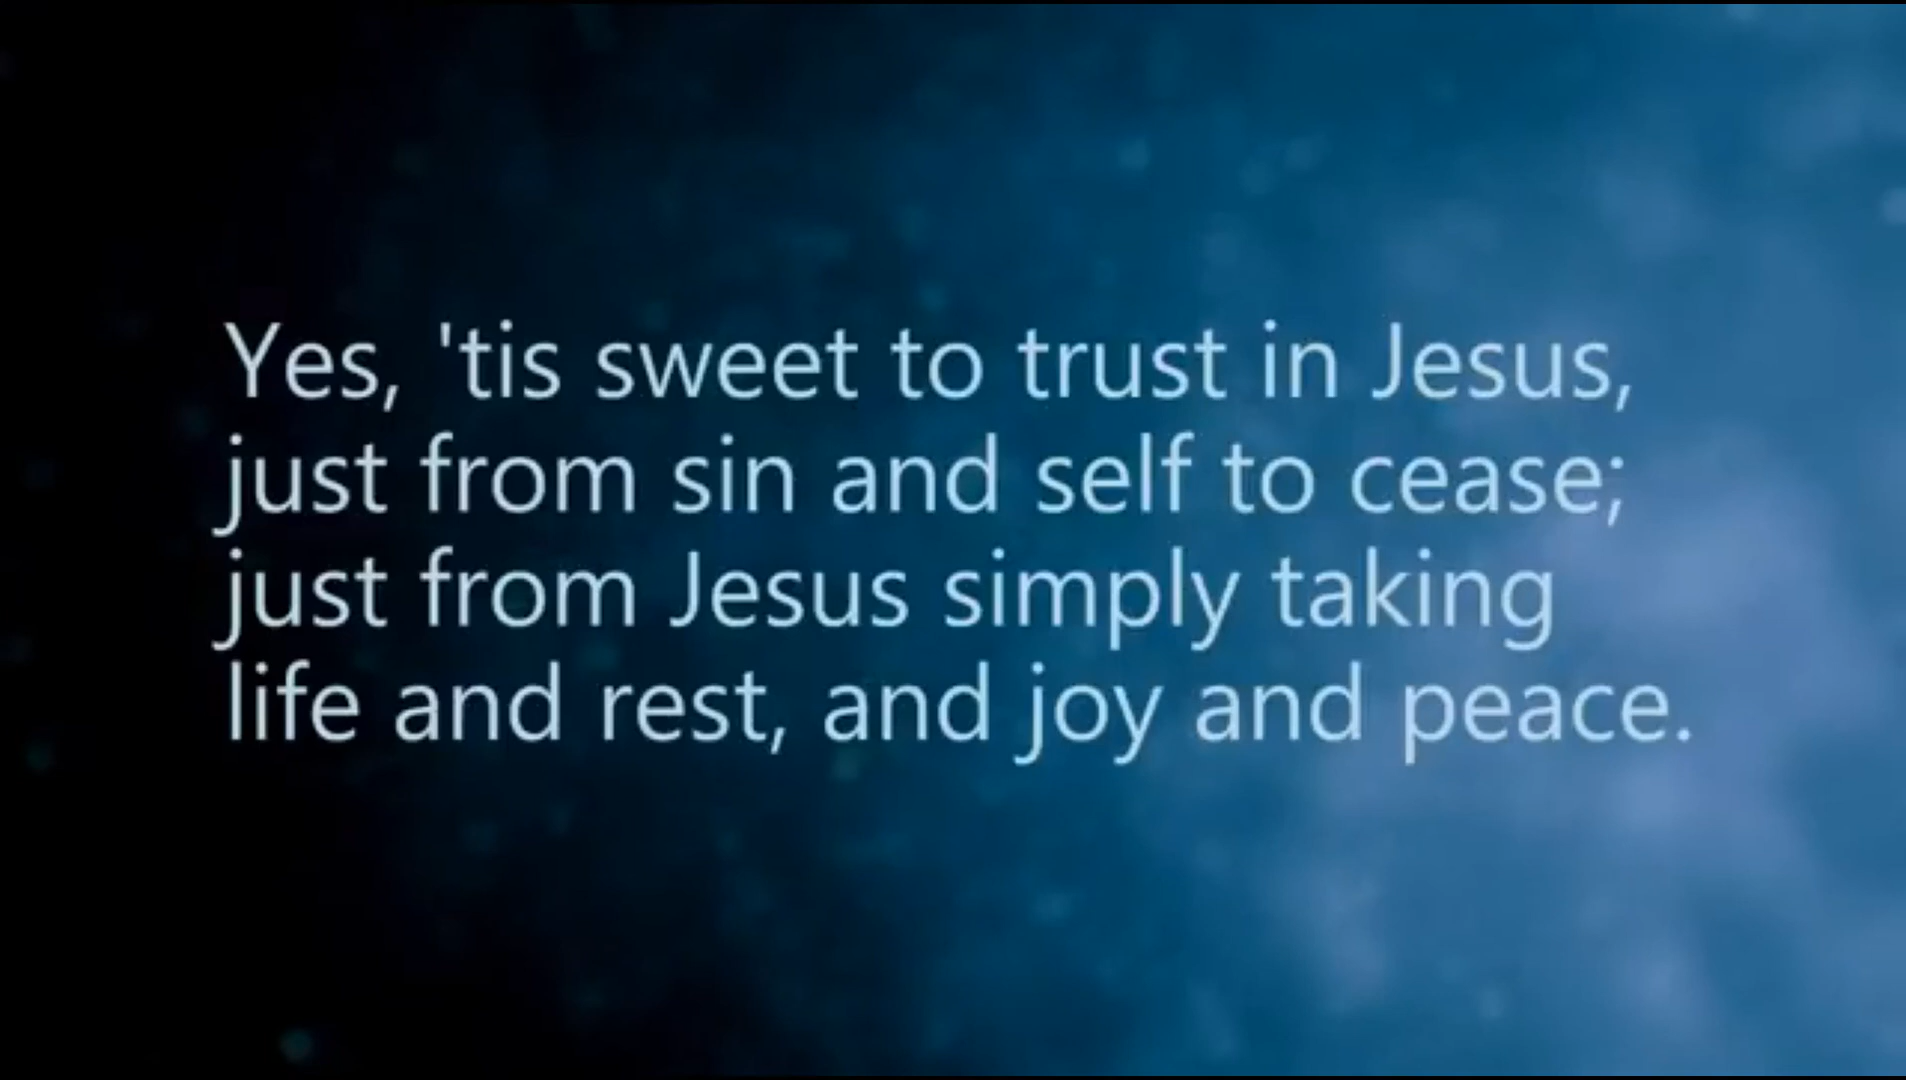 Yes, 'tis sweet to trust in Jesus,
just from sin and self to cease;
just from Jesus simply taking
life and rest, and joy and peace.